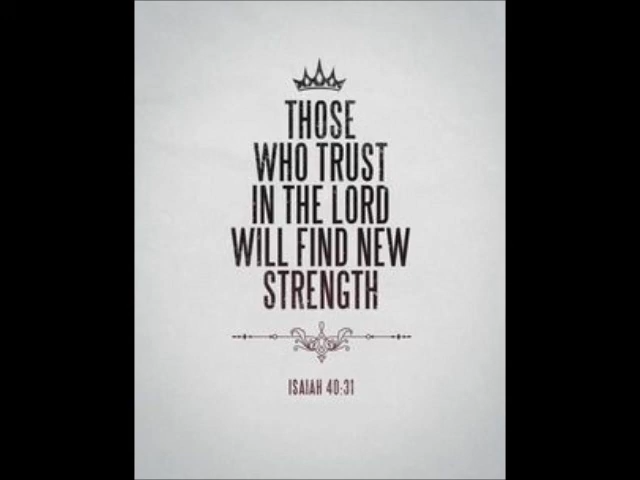 THOSE
WHO TRUST
IN THE LORD
WILL FIND NEW
STRENGTH
ISAIAH 40:31